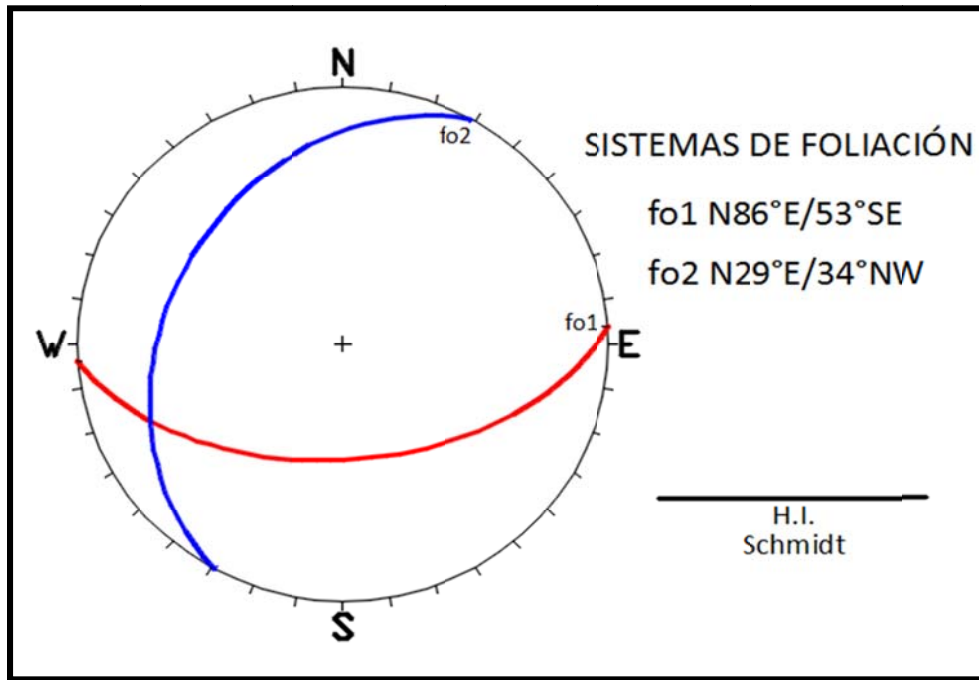 N
fo2
SISTEMAS DE FOLIACIÓN
fo1 N86°E/53°SE
fo2 N29°E/34°NW
fo1
W
E
H.I.
Schmidt
S